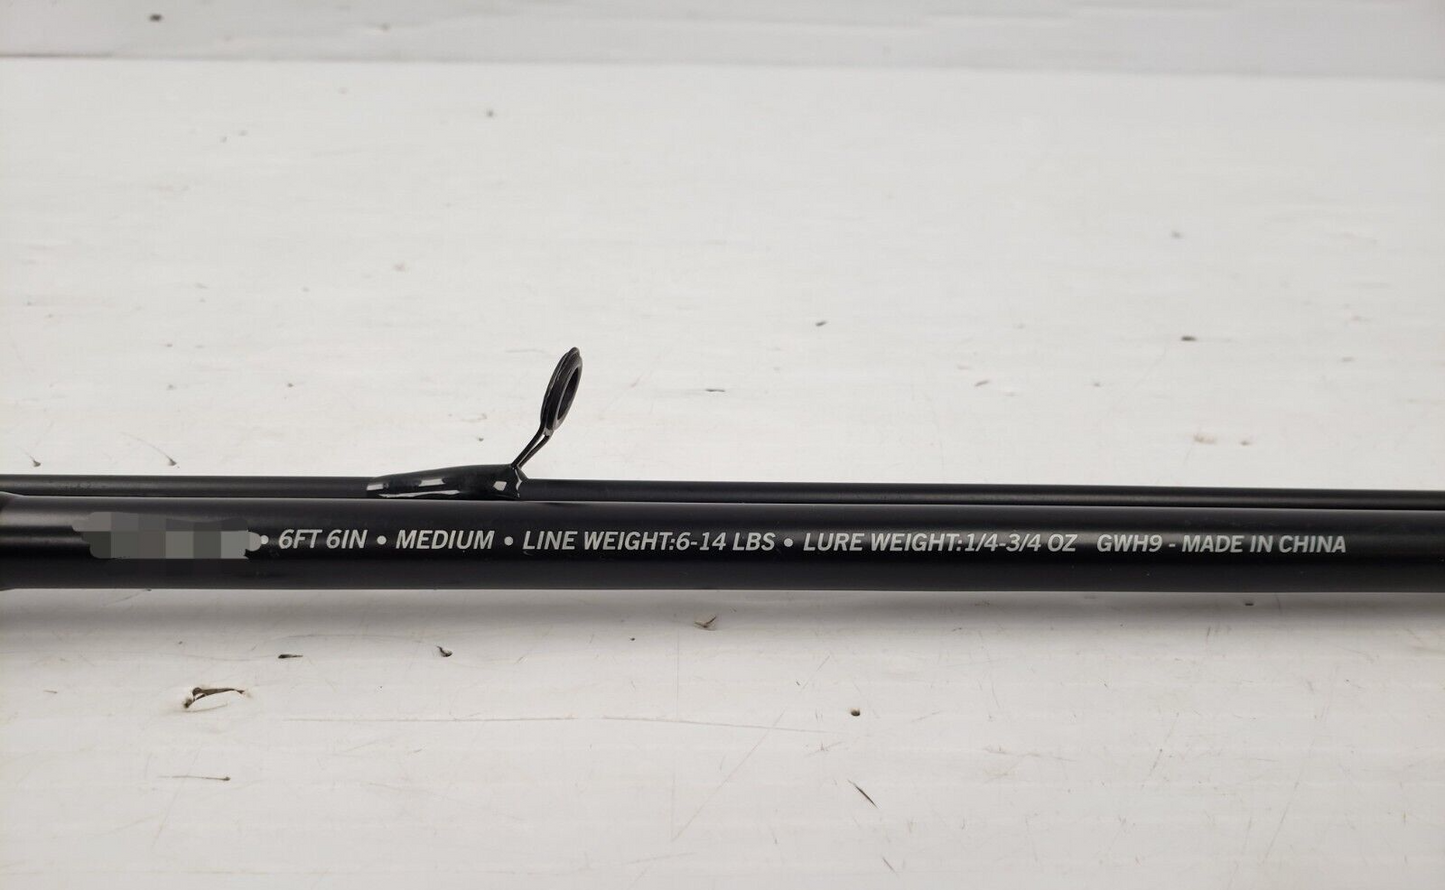 • 6FT 6IN • MEDIUM • LINE WEIGHT:6-14 LBS • LURE WEIGHT:1/4-3/4 OZ GWH9 - MADE IN CHINA